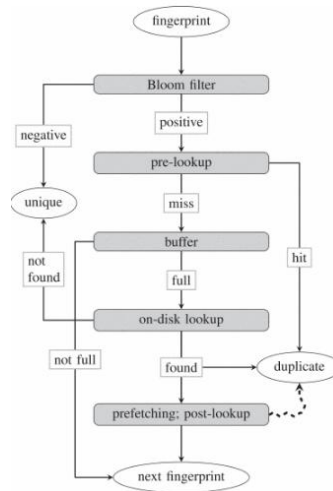 fingerprint
Bloom filter
negative
positive
pre-lookup
unique
miss
buffer
hit
not
found
full
on-disk lookup
not full
found
duplicate
prefetching; post-lookup
next fingerprint